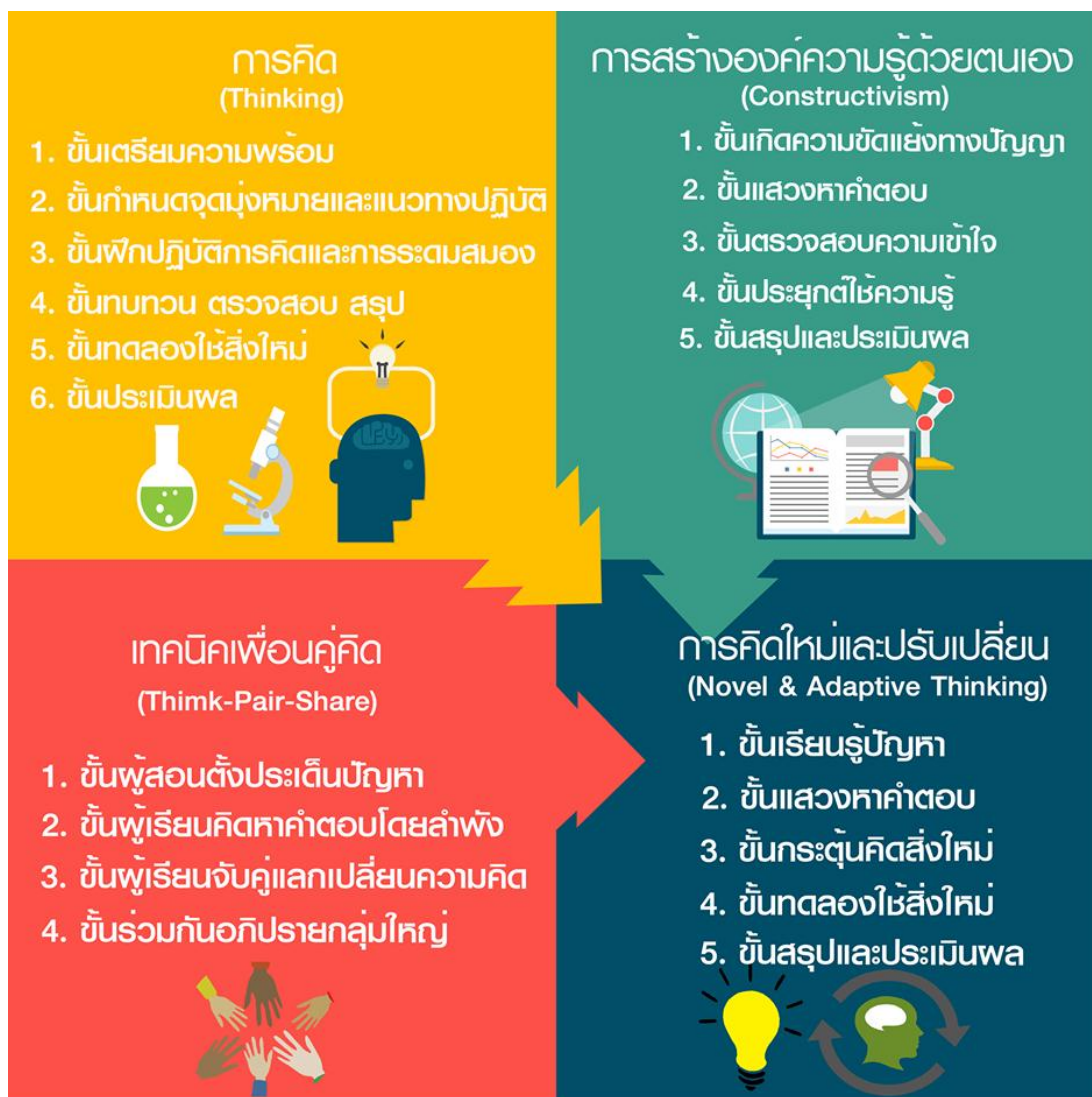 การคิด
(Thinking)
1. ขั้นเตรียมความพร้อม
2. ขั้นกำหนดจุดมุ่งหมายและแนวทางปฏิบัติ
3. ขั้นฝึกปฏิบัติการคิดและการระดมสมอง
4. ขั้นทบทวน ตรวจสอบ สรุป
5. ขั้นทดลองใช้สิ่งใหม่
6. ขั้นประเมินผล
การสร้างองค์ความรู้ด้วยตนเอง
(Constructivism)
1. ขั้นเกิดความขัดแย้งทางปัญญา
2. ขั้นแสวงหาคำตอบ
3. ขั้นตรวจสอบความเข้าใจ
4. ขั้นประยุกต์ใช้ความรู้
5. ขั้นสรุปและประเมินผล
เทคนิคเพื่อนคู่คิด
(Thimk-Pair-Share)
1. ขั้นผู้สอนตั้งประเด็นปัญหา
2. ขั้นผู้เรียนคิดหาคำตอบโดยลำพัง
3. ขั้นผู้เรียนจับคู่แลกเปลี่ยนความคิด
4. ขั้นร่วมกันอภิปรายกลุ่มใหญ่
การคิดใหม่และปรับเปลี่ยน
(Novel & Adaptive Thinking)
1. ขั้นเรียนรู้ปัญหา
2. ขั้นแสวงหาคำตอบ
3. ขั้นกระตุ้นคิดสิ่งใหม่
4. ขั้นทดลองใช้สิ่งใหม่
5. ขั้นสรุปและประเมินผล